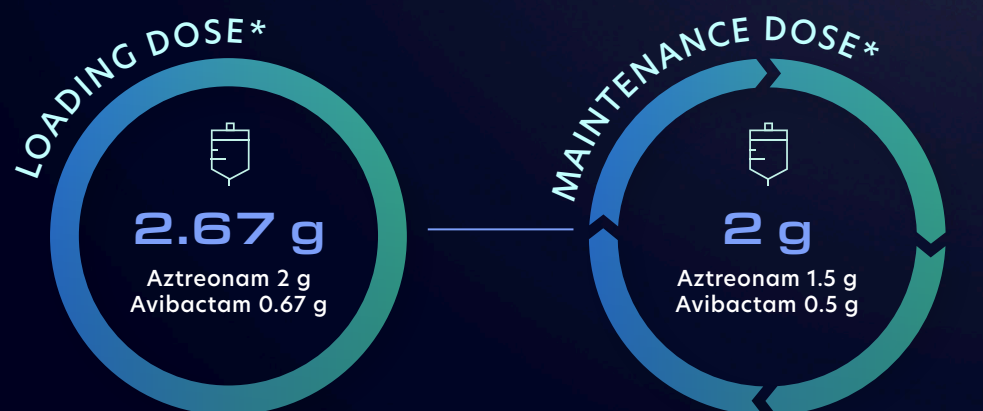 LOADING DOSE*
2.67 g
Aztreonam 2 g
Avibactam 0.67 g
MAINTENANCE DOSE*
2 g
Aztreonam 1.5 g
Avibactam 0.5 g